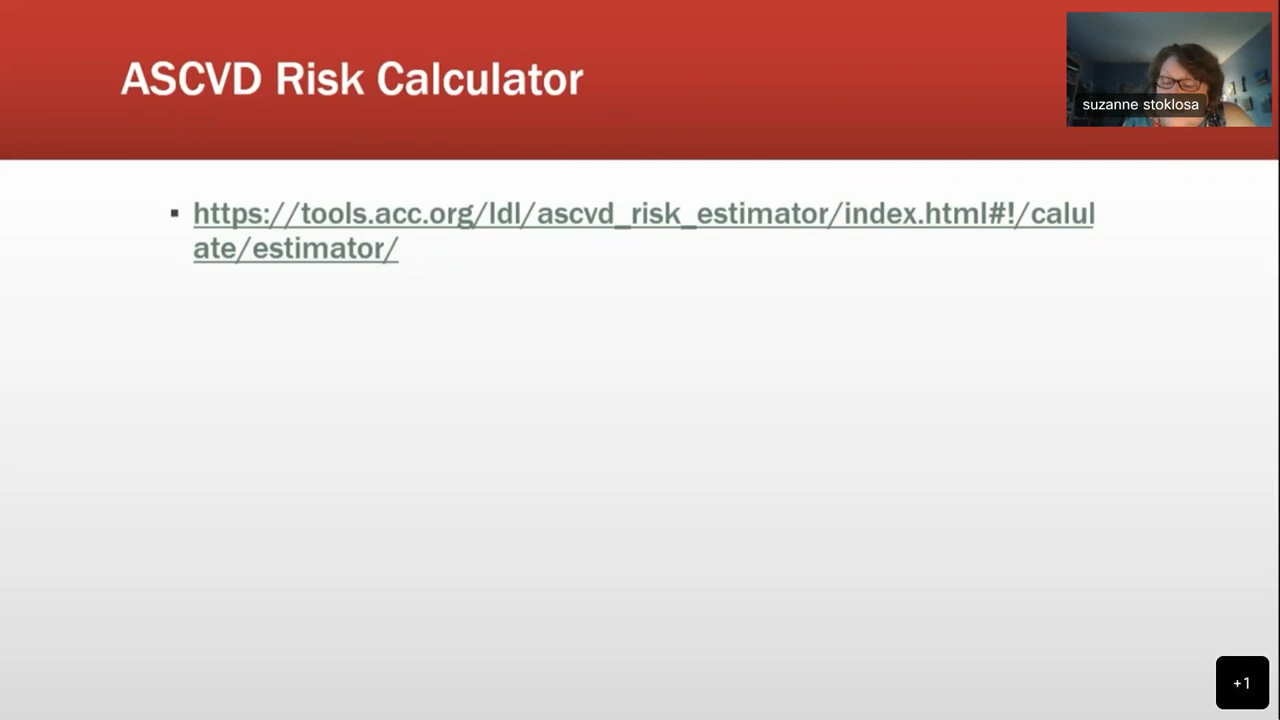 ASCVD Risk Calculator
suzanne stoklosa
▪ https://tools.acc.org/ldl/ascvd_risk_estimator/index.html#!/calul
ate/estimator/
+1